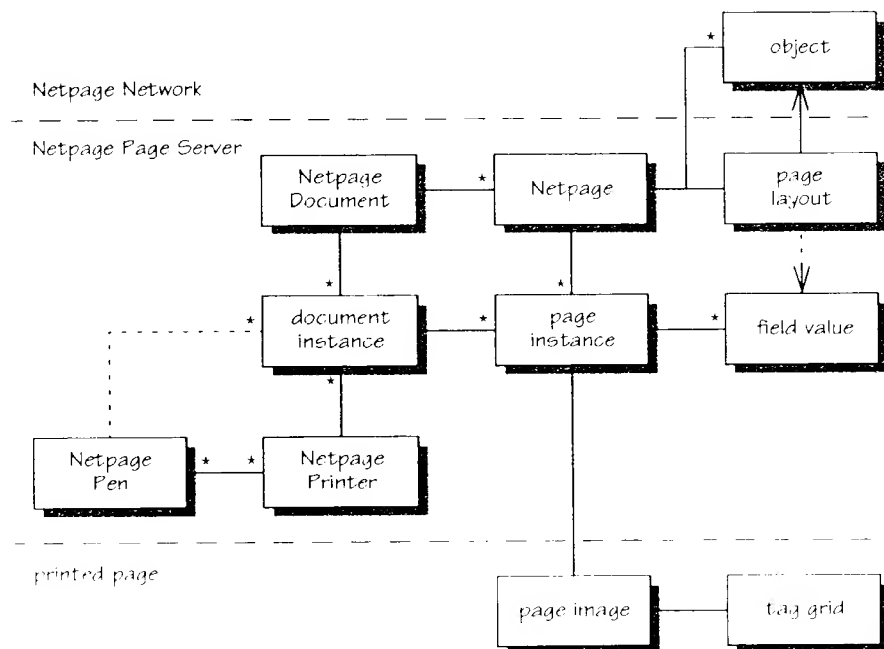 object
Netpage Network
Netpage Page Server
Netpage
Document
Netpage
page
layout
document
instance
page
instance
field value
Netpage
Pen
Netpage
Printer
printed page
page image
tag grid